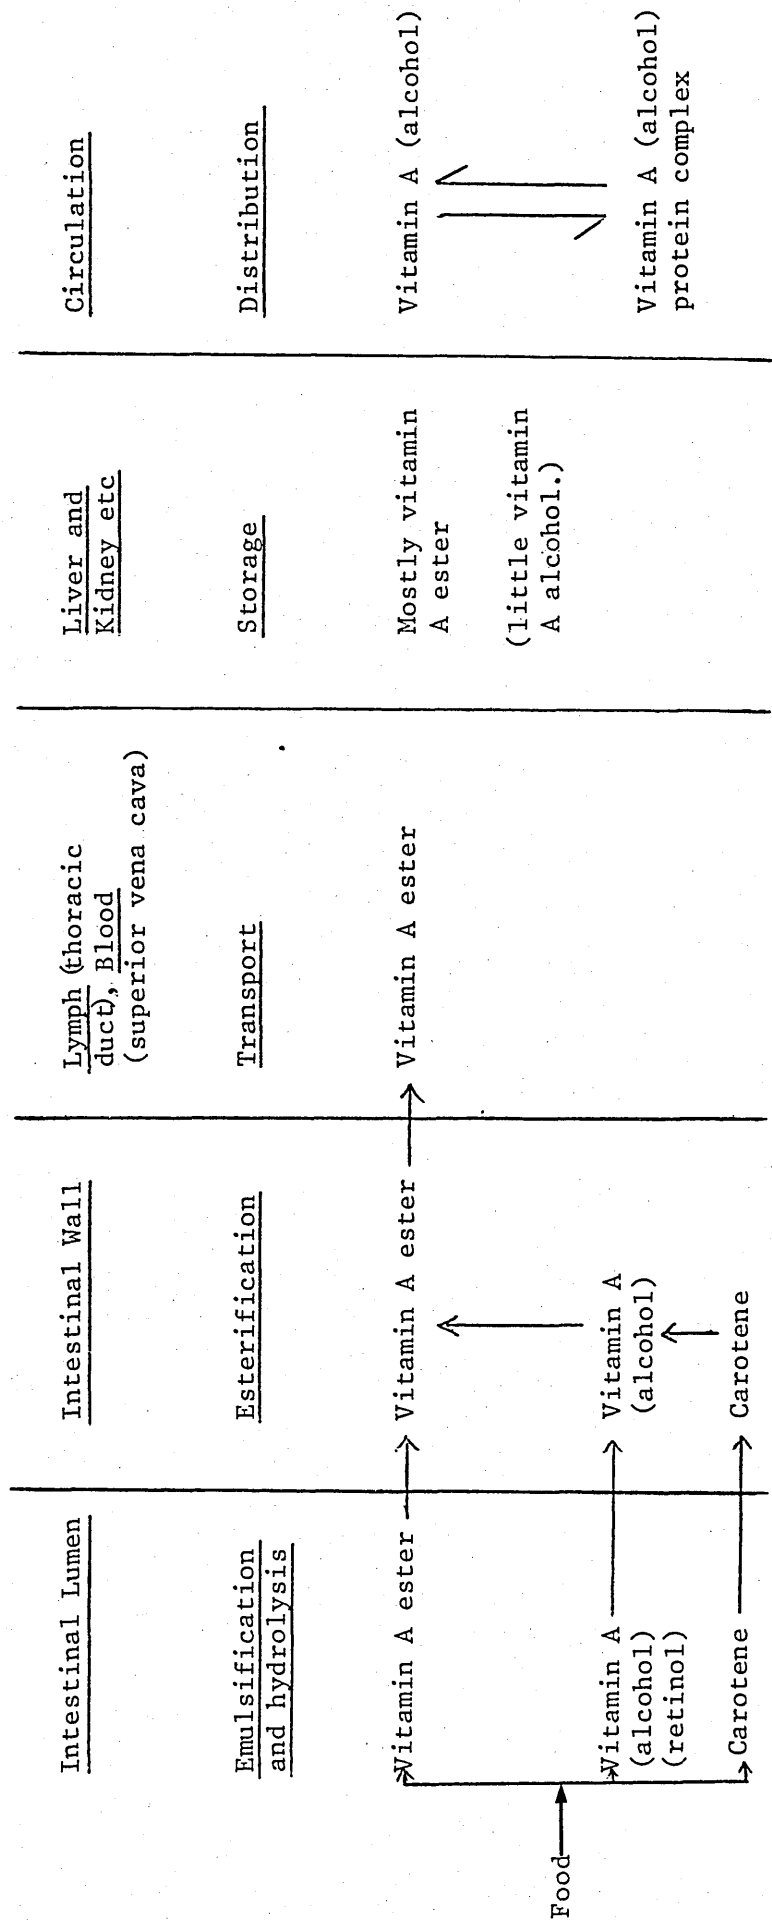 Intestinal Lumen
Intestinal Wall
Lymph (thoracic
duct), Blood
(superior vena cava)
Liver and
Kidney etc
Circulation
Emulsification
and hydrolysis
Esterification
Transport
Storage
Distribution
Vitamin A ester
Vitamin A ester
Vitamin A ester
Mostly vitamin
A ester
(little vitamin
A alcohol.)
Vitamin A (alcohol)
Food
Vitamin A
(alcohol)
(retinol)
Vitamin A
(alcohol)
Vitamin A (alcohol)
protein complex
Carotene
Carotene